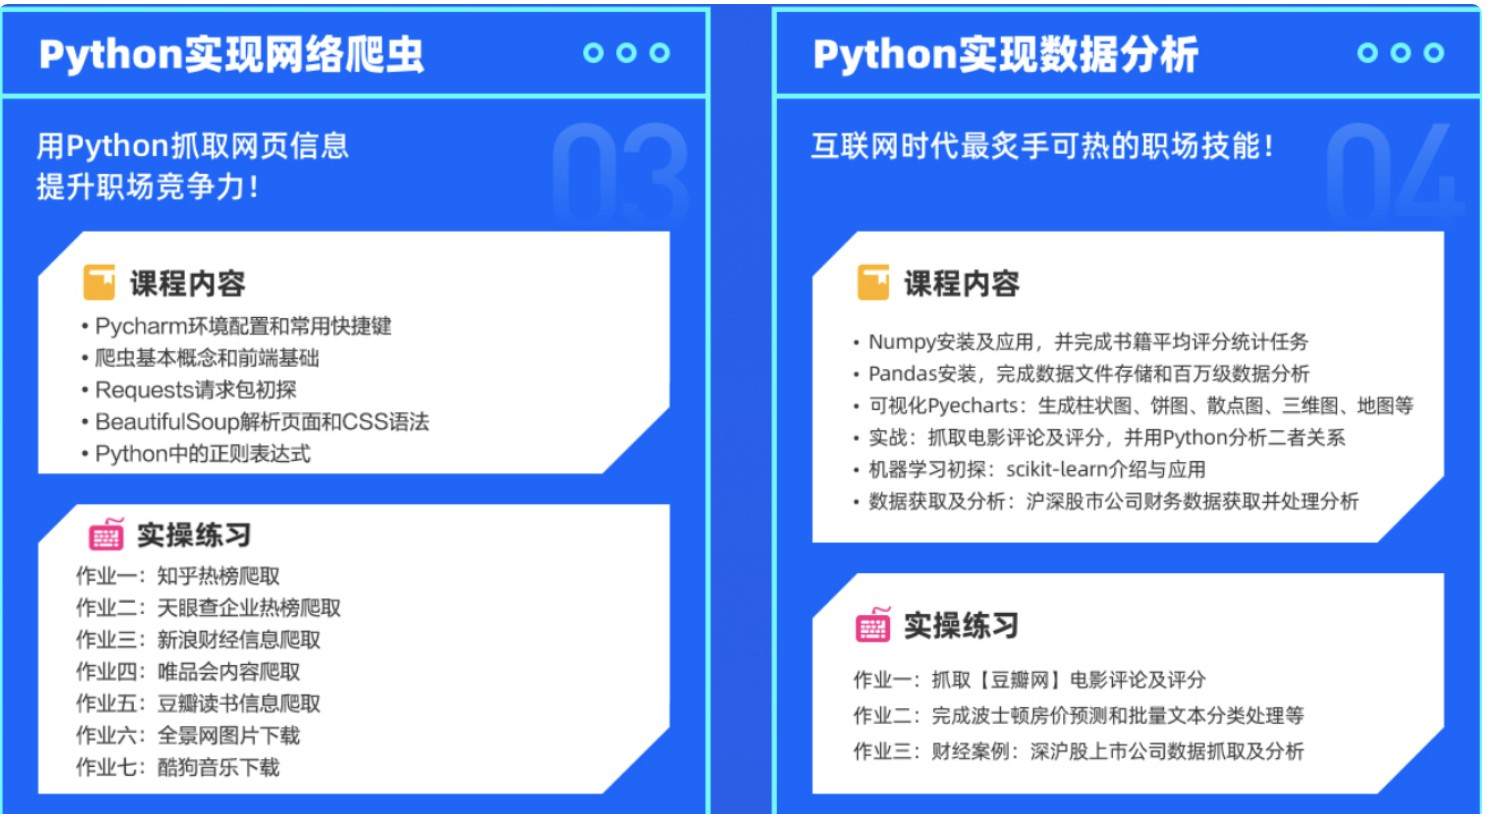 Python实现网络爬虫
用Python抓取网页信息
提升职场竞争力！
03
课程内容
• Pycharm环境配置和常用快捷键
• 爬虫基本概念和前端基础
• Requests请求包初探
• BeautifulSoup解析页面和CSS语法
• Python中的正则表达式
实操练习
作业一：知乎热榜爬取
作业二：天眼查企业热榜爬取
作业三：新浪财经信息爬取
作业四：唯品会内容爬取
作业五：豆瓣读书信息爬取
作业六：全景网图片下载
作业七：酷狗音乐下载
Python实现数据分析
互联网时代最炙手可热的职场技能！
04
课程内容
• Numpy安装及应用，并完成书籍平均评分统计任务
• Pandas安装，完成数据文件存储和百万级数据分析
• 可视化Pyecharts：生成柱状图、饼图、散点图、三维图、地图等
• 实战：抓取电影评论及评分，并用Python分析二者关系
• 机器学习初探：scikit-learn介绍与应用
• 数据获取及分析：沪深股市公司财务数据获取并处理分析
实操练习
作业一：抓取【豆瓣网】电影评论及评分
作业二：完成波士顿房价预测和批量文本分类处理等
作业三：财经案例：深沪股上市公司数据抓取及分析